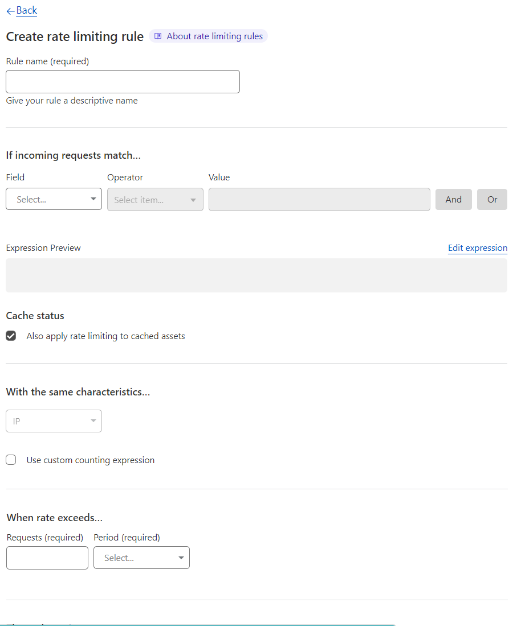 ←Back
Create rate limiting rule About rate limiting rules
Rule name (required)
Give your rule a descriptive name
If incoming requests match...
Field Operator Value
Select... Select item... And Or
Expression Preview Edit expression
Cache status
Also apply rate limiting to cached assets
With the same characteristics...
IP
Use custom counting expression
When rate exceeds...
Requests (required) Period (required)
Select...